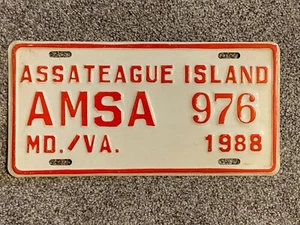 ASSATEAGUE ISLAND
AMSA 976
MD./VA. 1988